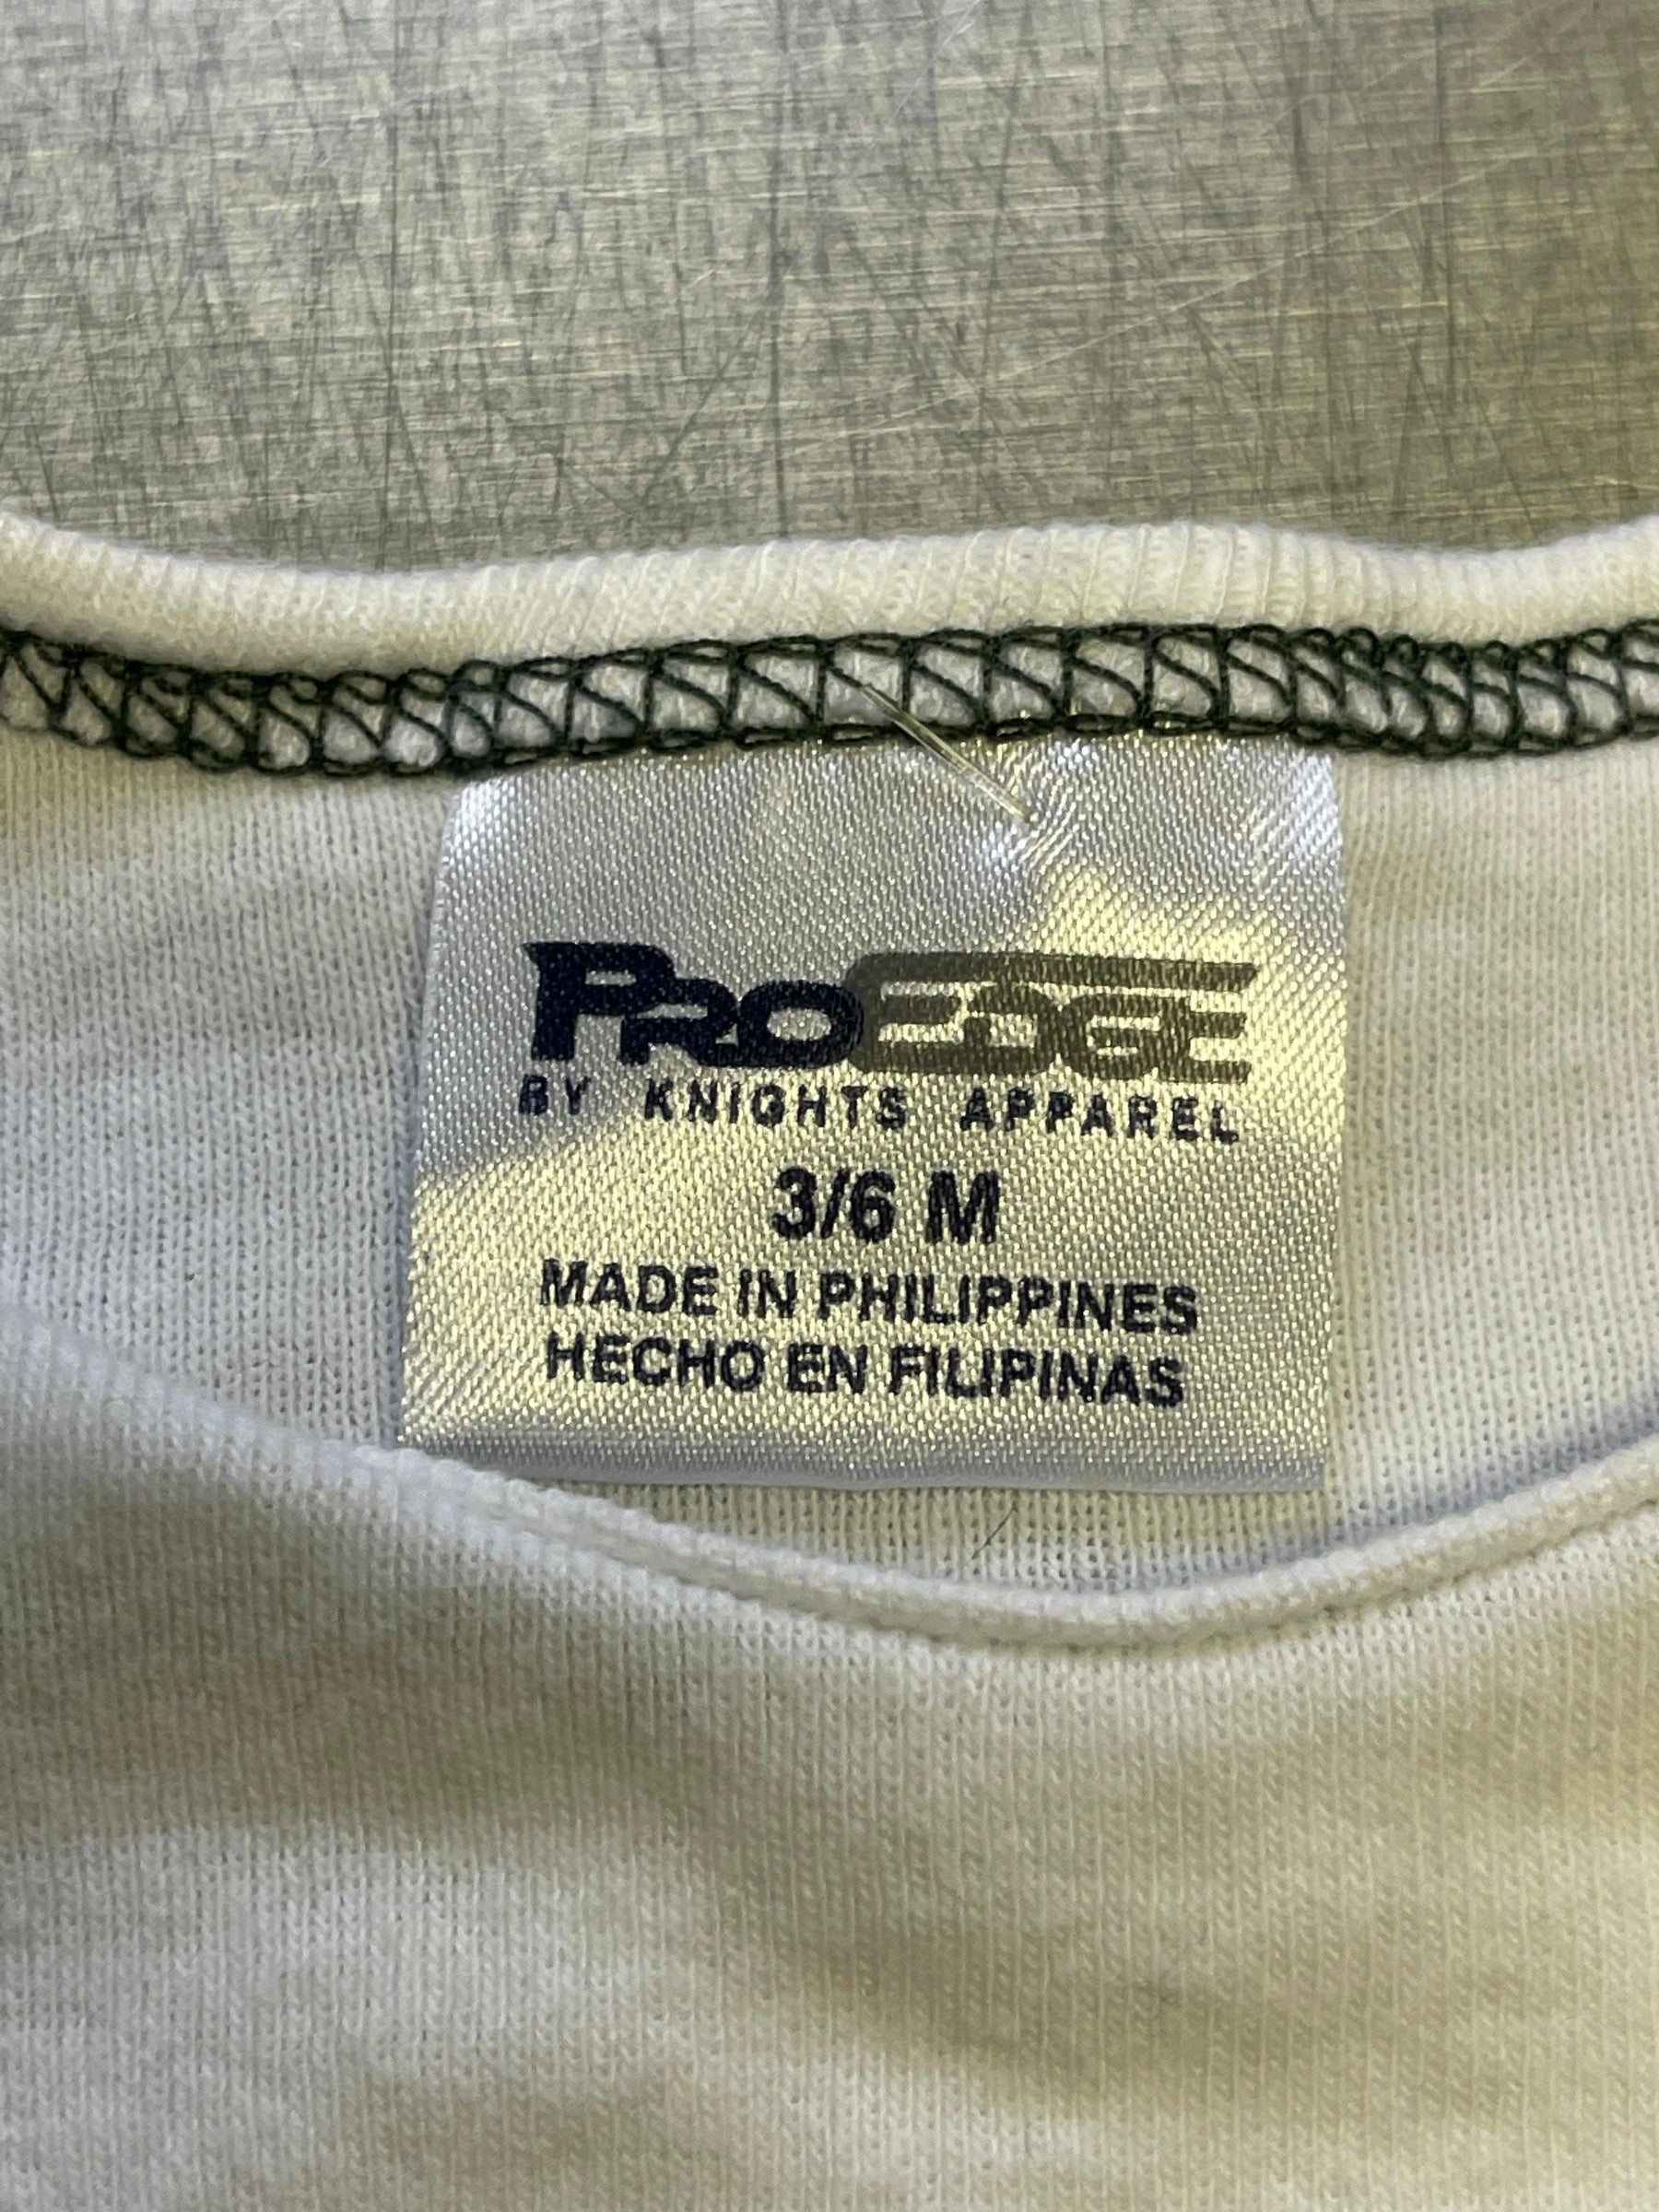 PROEDGE
BY KNIGHTS APPAREL
3/6 M
MADE IN PHILIPPINES
HECHO EN FILIPINAS